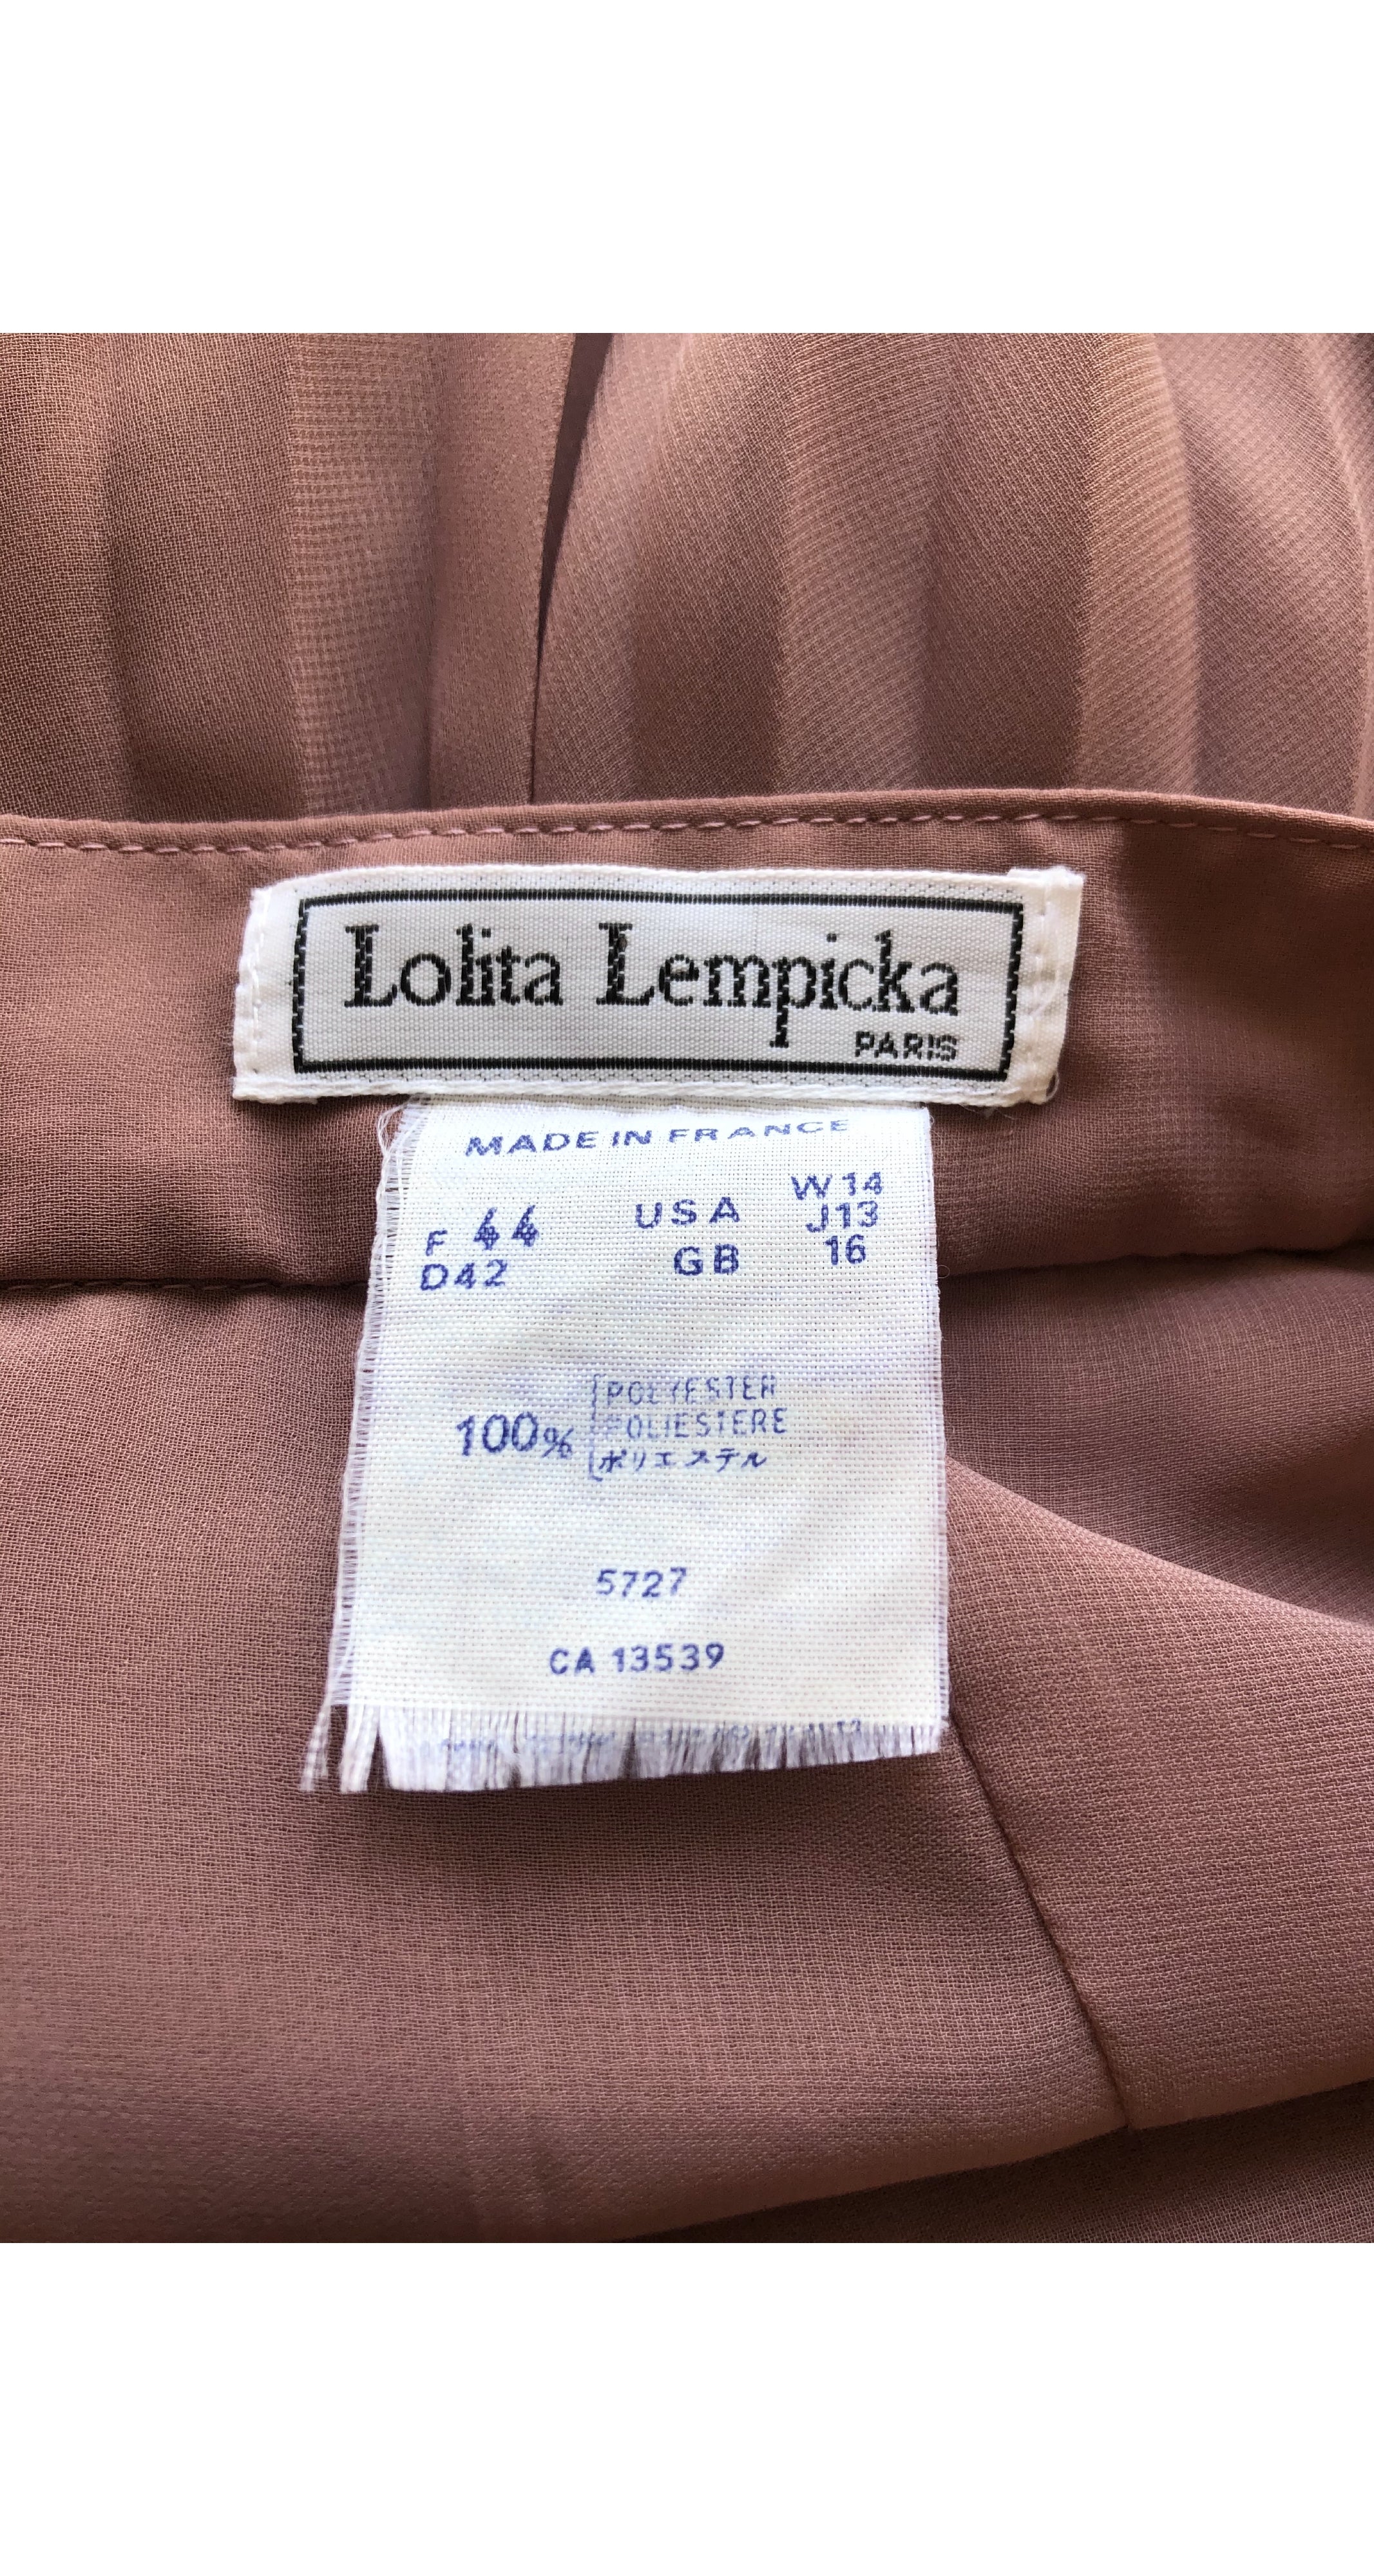 Lolita Lempicka
PARIS
MADE IN FRANCE
F 44 USA W 14
J13
D42 GB 16
100% POLYESTER
POLIESTERE
ポリエステル
5727
CA 13539